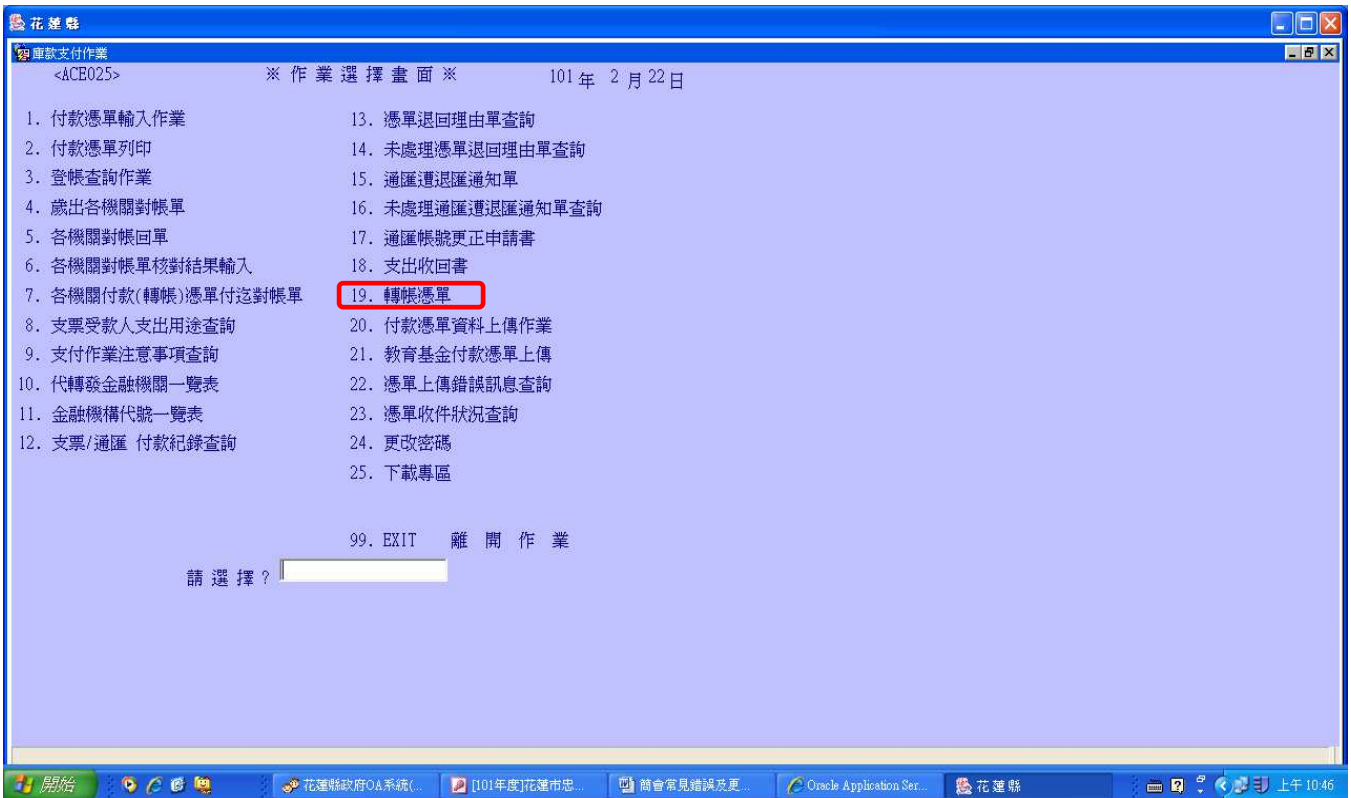 花蓮縣
庫款支付作業
<ACE025> ※ 作 業 選 擇 畫 面 ※ 101 年 2 月 22 日
1. 付款憑單輸入作業
2. 付款憑單列印
3. 登帳查詢作業
4. 歲出各機關對帳單
5. 各機關對帳回單
6. 各機關對帳單核對結果輸入
7. 各機關付款(轉帳)憑單付迄對帳單
8. 支票受款人支出用途查詢
9. 支付作業注意事項查詢
10. 代轉發金融機關一覽表
11. 金融機構代號一覽表
12. 支票/通匯 付款紀錄查詢
13. 憑單退回理由單查詢
14. 未處理憑單退回理由單查詢
15. 通匯遭退匯通知單
16. 未處理通匯遭退匯通知單查詢
17. 通匯帳號更正申請書
18. 支出收回書
19. 轉帳憑單
20. 付款憑單資料上傳作業
21. 教育基金付款憑單上傳
22. 憑單上傳錯誤訊息查詢
23. 憑單收件狀況查詢
24. 更改密碼
25. 下載專區
99. EXIT 離 開 作 業
請 選 擇 ?
開始 花蓮縣政府OA系統(... [101年度]花蓮市忠... 簡會常見錯誤及更... Oracle Application Ser... 花蓮縣 上午 10:46